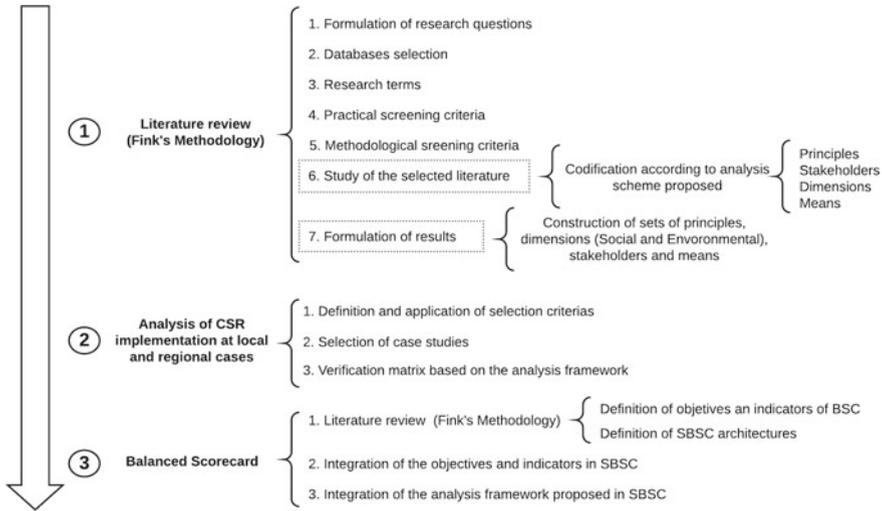 1
Literature review
(Fink's Methodology)
1. Formulation of research questions
2. Databases selection
3. Research terms
4. Practical screening criteria
5. Methodological sreening criteria
6. Study of the selected literature
Codification according to analysis
scheme proposed
Principles
Stakeholders
Dimensions
Means
7. Formulation of results
Construction of sets of principles,
dimensions (Social and Envoronmental),
stakeholders and means
2
Analysis of CSR
implementation at local
and regional cases
1. Definition and application of selection criterias
2. Selection of case studies
3. Verification matrix based on the analysis framework
3
Balanced Scorecard
1. Literature review (Fink's Methodology)
Definition of objetives an indicators of BSC
Definition of SBSC architectures
2. Integration of the objectives and indicators in SBSC
3. Integration of the analysis framework proposed in SBSC